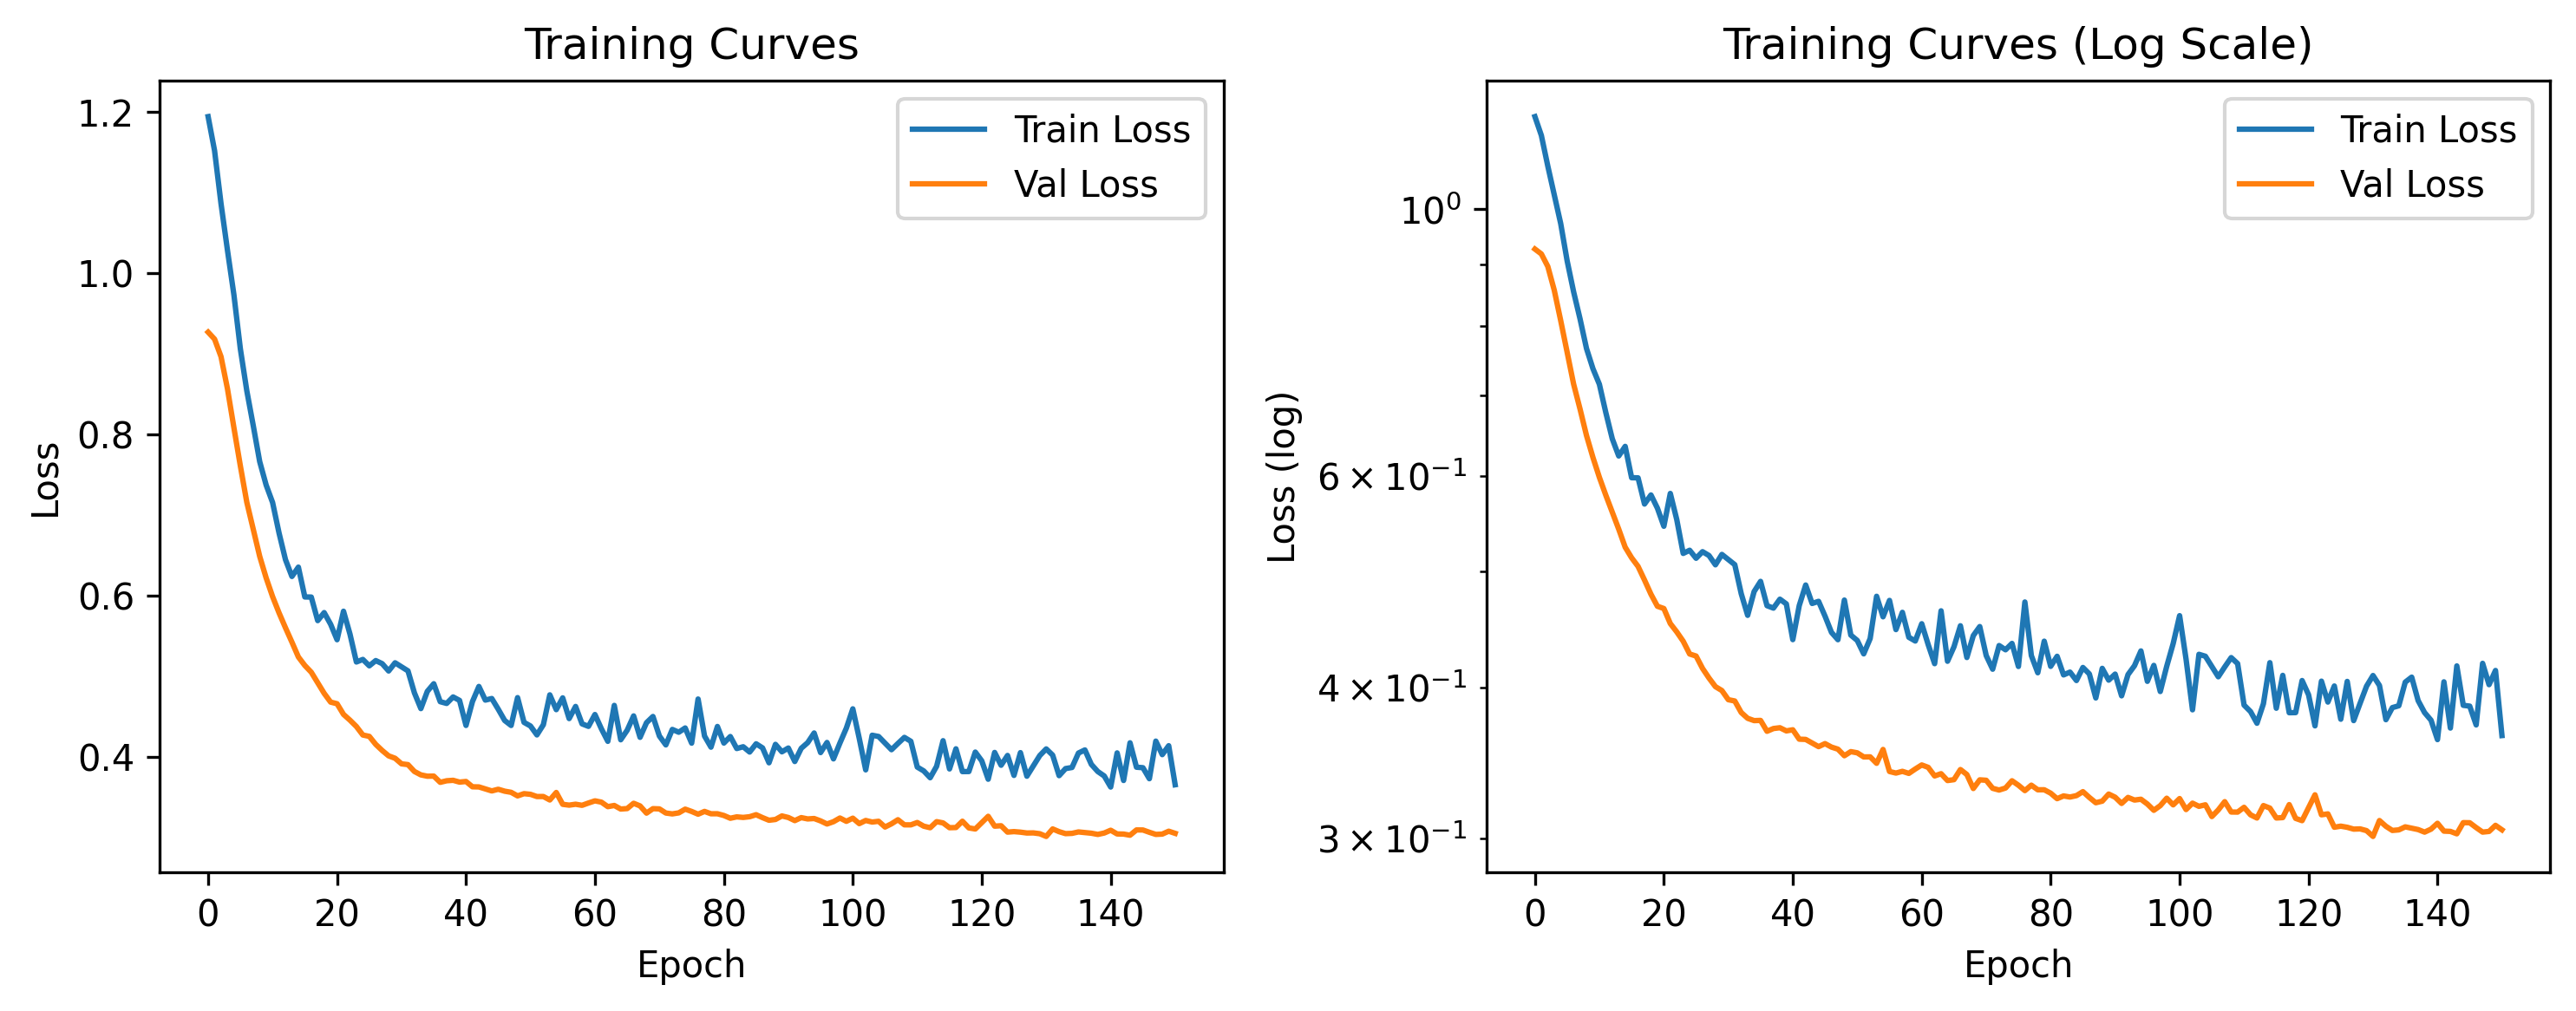 Training Curves
1.2
1.0
0.8
0.6
0.4
Loss
0 20 40 60 80 100 120 140
Epoch
Train Loss
Val Loss
Training Curves (Log Scale)
10⁰
6 × 10⁻¹
4 × 10⁻¹
3 × 10⁻¹
Loss (log)
0 20 40 60 80 100 120 140
Epoch
Train Loss
Val Loss